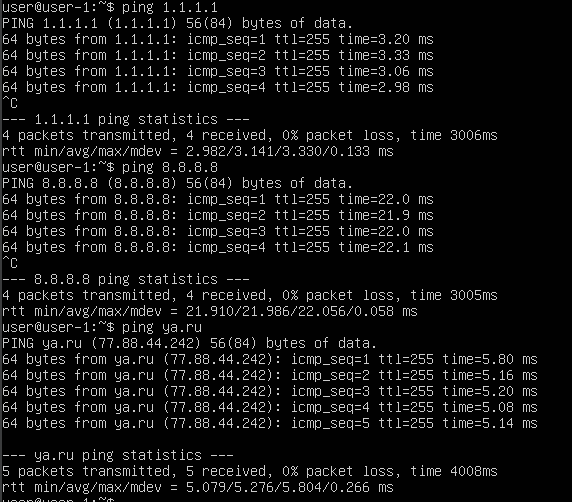 user@user-1:~$ ping 1.1.1.1
PING 1.1.1.1 (1.1.1.1) 56(84) bytes of data.
64 bytes from 1.1.1.1: icmp_seq=1 ttl=255 time=3.20 ms
64 bytes from 1.1.1.1: icmp_seq=2 ttl=255 time=3.33 ms
64 bytes from 1.1.1.1: icmp_seq=3 ttl=255 time=3.06 ms
64 bytes from 1.1.1.1: icmp_seq=4 ttl=255 time=2.98 ms
^C
--- 1.1.1.1 ping statistics ---
4 packets transmitted, 4 received, 0% packet loss, time 3006ms
rtt min/avg/max/mdev = 2.982/3.141/3.330/0.133 ms
user@user-1:~$ ping 8.8.8.8
PING 8.8.8.8 (8.8.8.8) 56(84) bytes of data.
64 bytes from 8.8.8.8: icmp_seq=1 ttl=255 time=22.0 ms
64 bytes from 8.8.8.8: icmp_seq=2 ttl=255 time=21.9 ms
64 bytes from 8.8.8.8: icmp_seq=3 ttl=255 time=22.0 ms
64 bytes from 8.8.8.8: icmp_seq=4 ttl=255 time=22.1 ms
^C
--- 8.8.8.8 ping statistics ---
4 packets transmitted, 4 received, 0% packet loss, time 3005ms
rtt min/avg/max/mdev = 21.910/21.986/22.056/0.058 ms
user@user-1:~$ ping ya.ru
PING ya.ru (77.88.44.242) 56(84) bytes of data.
64 bytes from ya.ru (77.88.44.242): icmp_seq=1 ttl=255 time=5.80 ms
64 bytes from ya.ru (77.88.44.242): icmp_seq=2 ttl=255 time=5.16 ms
64 bytes from ya.ru (77.88.44.242): icmp_seq=3 ttl=255 time=5.20 ms
64 bytes from ya.ru (77.88.44.242): icmp_seq=4 ttl=255 time=5.08 ms
64 bytes from ya.ru (77.88.44.242): icmp_seq=5 ttl=255 time=5.14 ms
--- ya.ru ping statistics ---
5 packets transmitted, 5 received, 0% packet loss, time 4008ms
rtt min/avg/max/mdev = 5.079/5.276/5.804/0.266 ms